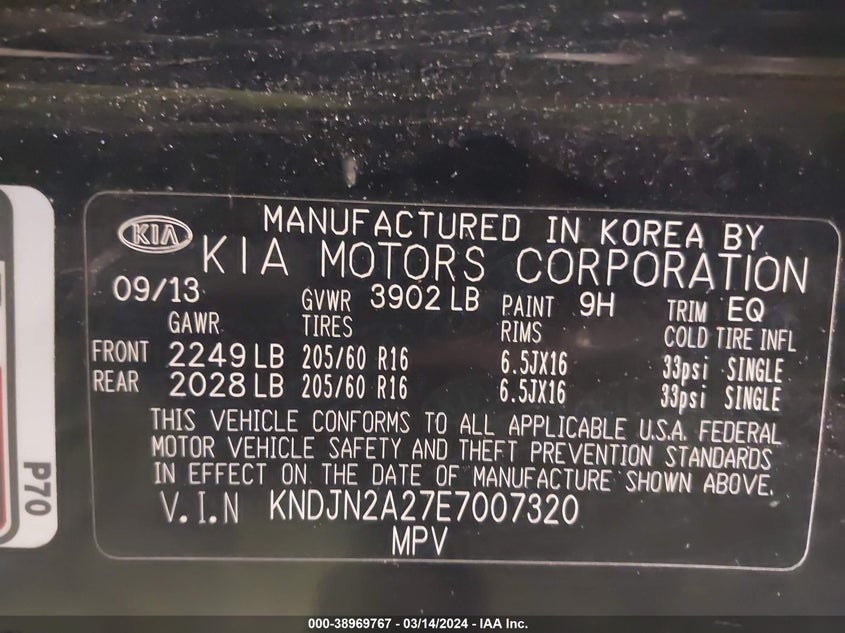 KIA
MANUFACTURED IN KOREA BY
KIA MOTORS CORPORATION
09/13 GVWR 3902 LB PAINT 9H TRIM EQ
GAWR TIRES RIMS COLD TIRE INFL
FRONT 2249 LB 205/60 R16 6.5JX16 33psi SINGLE
REAR 2028 LB 205/60 R16 6.5JX16 33psi SINGLE
THIS VEHICLE CONFORMS TO ALL APPLICABLE U.S.A. FEDERAL
MOTOR VEHICLE SAFETY AND THEFT PREVENTION STANDARDS
IN EFFECT ON THE DATE OF MANUFACTURE SHOWN ABOVE.
V.I.N KNDJN2A27E7007320
MPV
P70
000-38969767 - 03/14/2024 - IAA Inc.